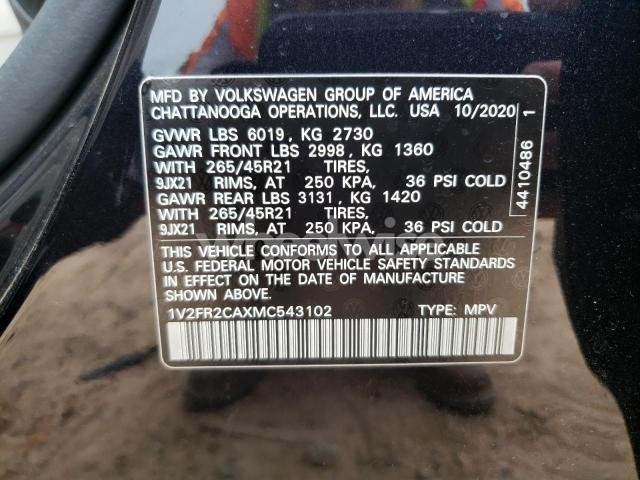 MFD BY VOLKSWAGEN GROUP OF AMERICA
CHATTANOOGA OPERATIONS, LLC. USA 10/2020
GVWR LBS 6019, KG 2730
GAWR FRONT LBS 2998, KG 1360
WITH 265/45R21 TIRES,
9JX21 RIMS, AT 250 KPA, 36 PSI COLD
GAWR REAR LBS 3131, KG 1420
WITH 265/45R21 TIRES,
9JX21 RIMS, AT 250 KPA, 36 PSI COLD
THIS VEHICLE CONFORMS TO ALL APPLICABLE
U.S. FEDERAL MOTOR VEHICLE SAFETY STANDARDS
IN EFFECT ON THE DATE OF MANUFACTURE
SHOWN ABOVE.
1V2FR2CAXMC543102 TYPE: MPV
4410486 1